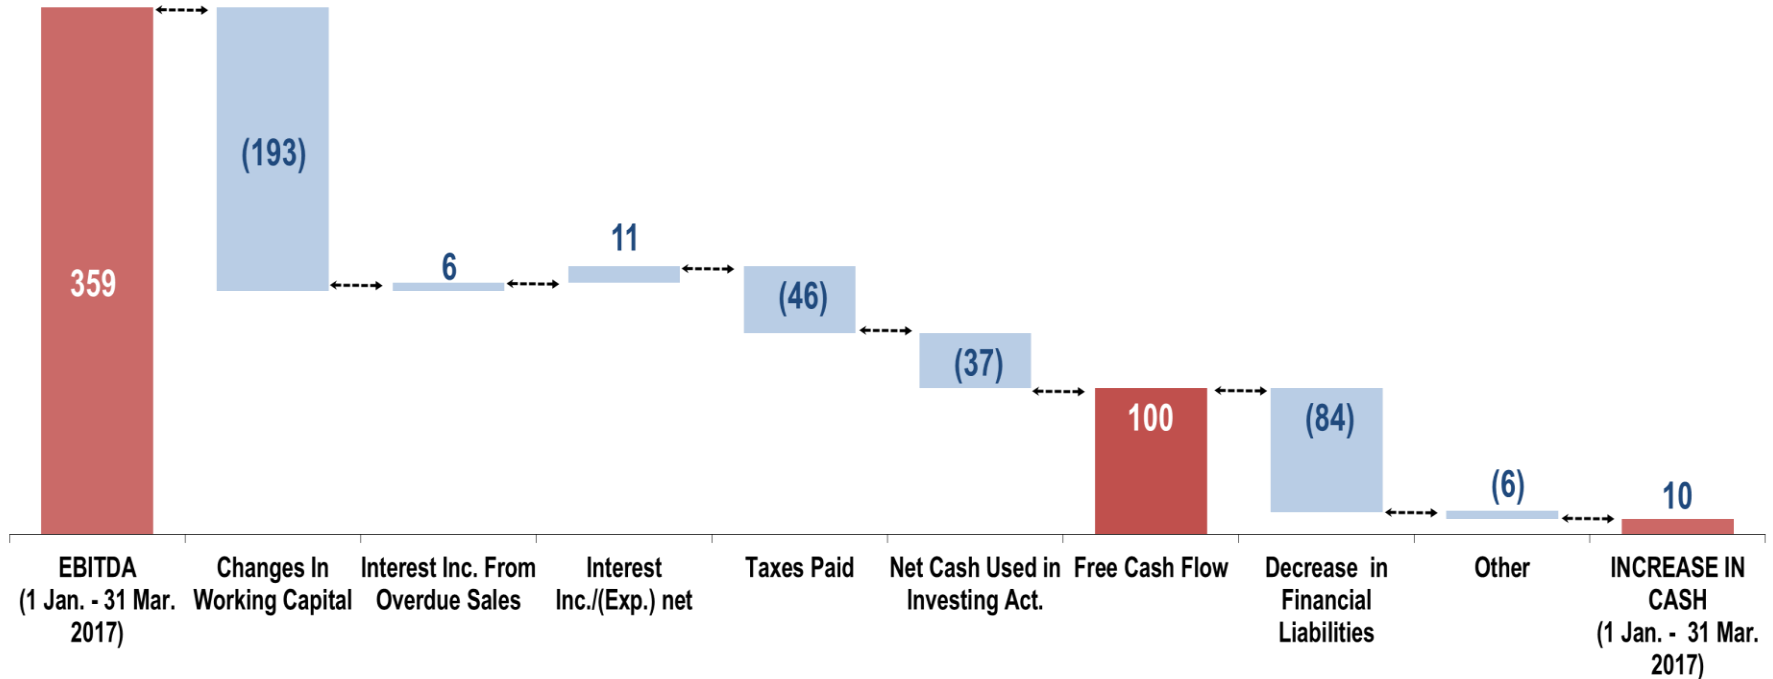 359
(193)
6
11
(46)
(37)
100
(84)
(6)
10
EBITDA
(1 Jan. - 31 Mar.
2017)
Changes In
Working Capital
Interest Inc. From
Overdue Sales
Interest
Inc./(Exp.) net
Taxes Paid
Net Cash Used in
Investing Act.
Free Cash Flow
Decrease in
Financial
Liabilities
Other
INCREASE IN
CASH
(1 Jan. - 31 Mar.
2017)